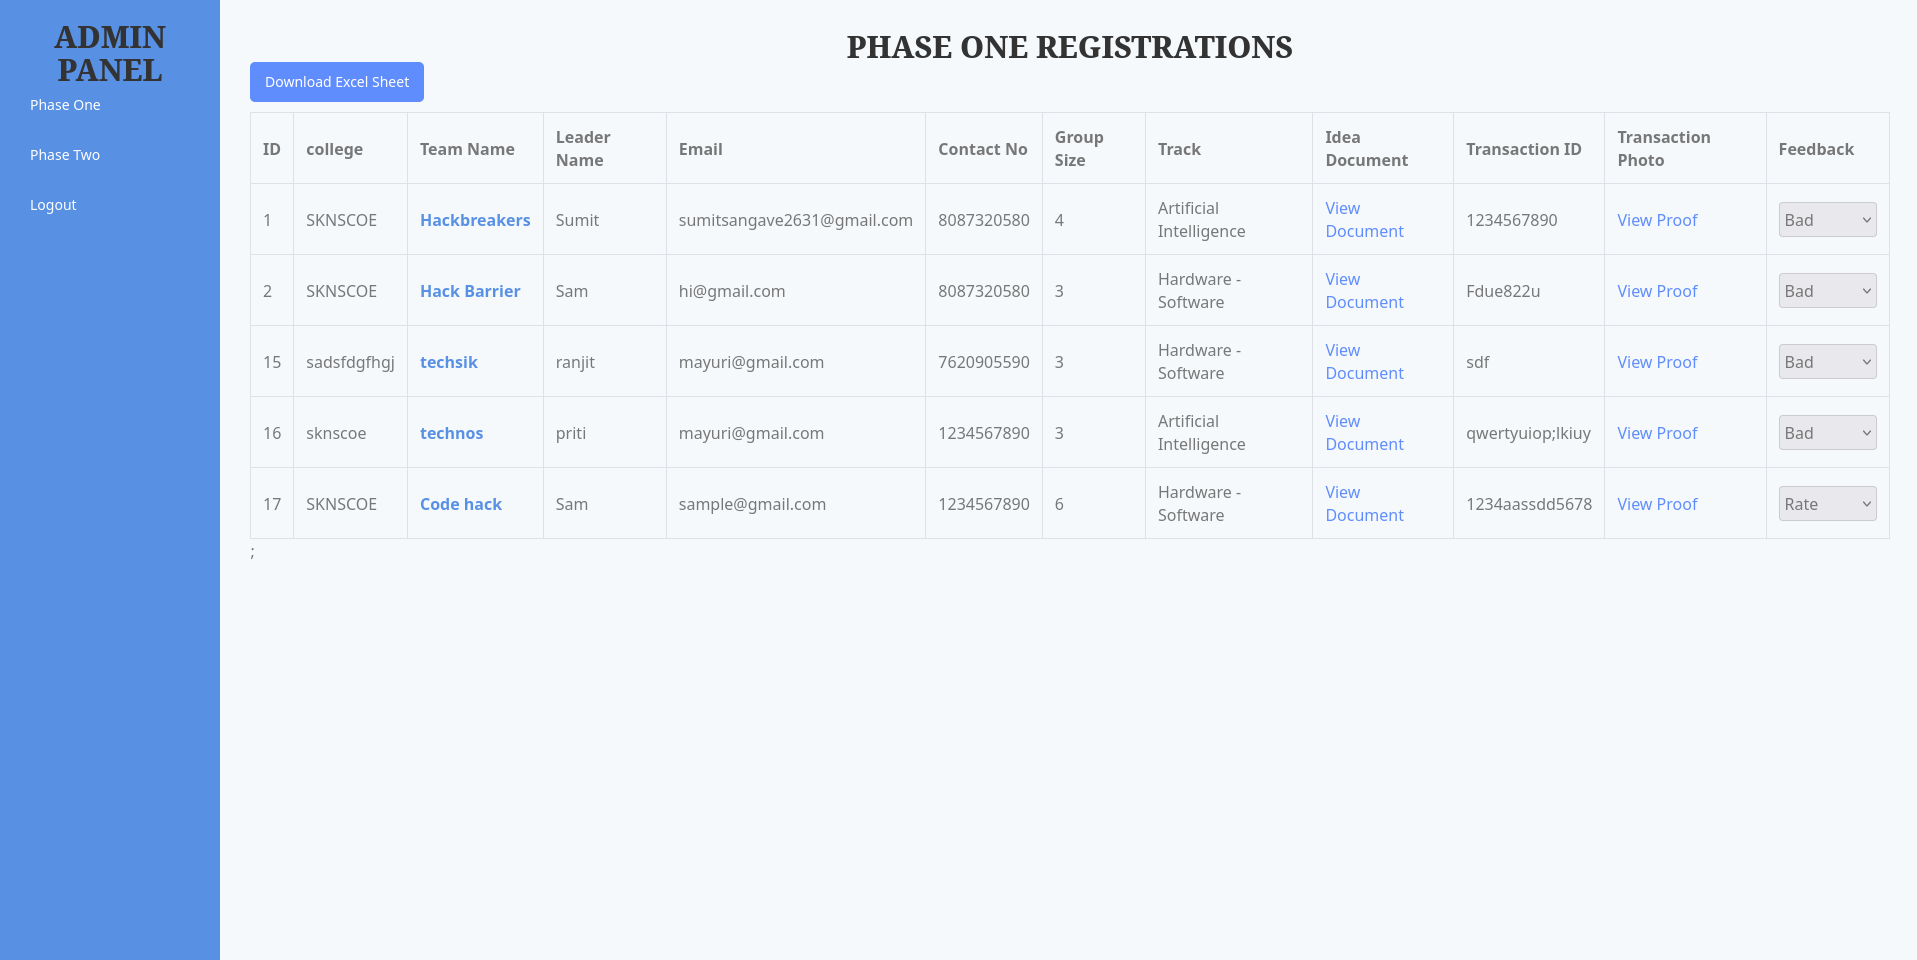 ADMIN
PANEL
Phase One
Phase Two
Logout
PHASE ONE REGISTRATIONS
Download Excel Sheet
ID college Team Name Leader Name Email Contact No Group Size Track Idea Document Transaction ID Transaction Photo Feedback
1 SKNSCOE Hackbreakers Sumit sumitsangave2631@gmail.com 8087320580 4 Artificial Intelligence View Document 1234567890 View Proof Bad
2 SKNSCOE Hack Barrier Sam hi@gmail.com 8087320580 3 Hardware - Software View Document Fdue822u View Proof Bad
15 sadsfdgfhgj techsik ranjit mayuri@gmail.com 7620905590 3 Hardware - Software View Document sdf View Proof Bad
16 sknscoe technos priti mayuri@gmail.com 1234567890 3 Artificial Intelligence View Document qwertyuiop;lkiuy View Proof Bad
17 SKNSCOE Code hack Sam sample@gmail.com 1234567890 6 Hardware - Software View Document 1234aassdd5678 View Proof Rate
;